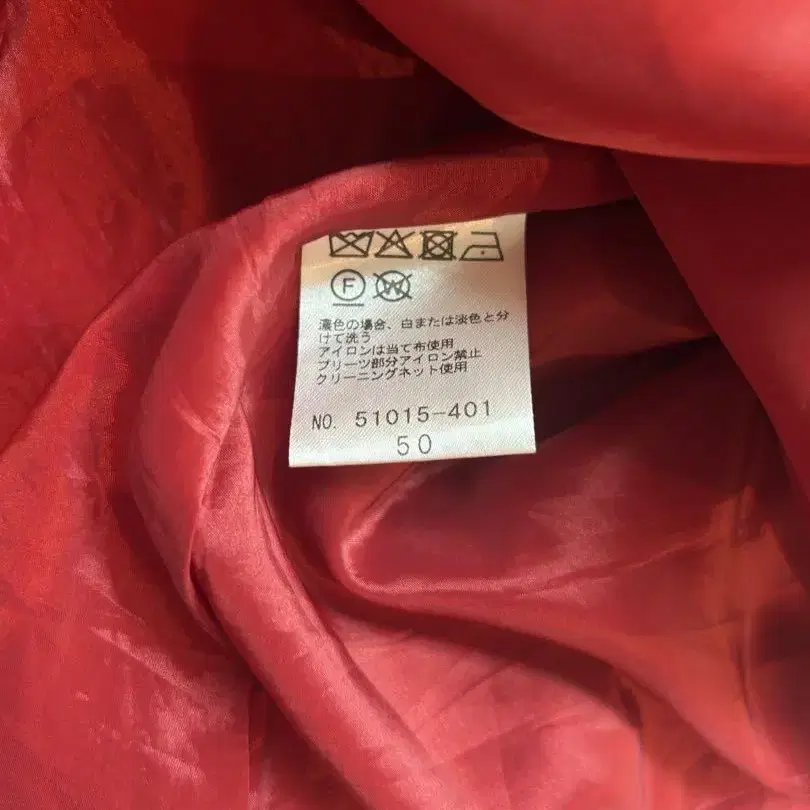 F W
濃色の場合、白または淡色と分
けて洗う
アイロンは当て布使用
プリーツ部分アイロン禁止
クリーニングネット使用
NO. 51015-401
50